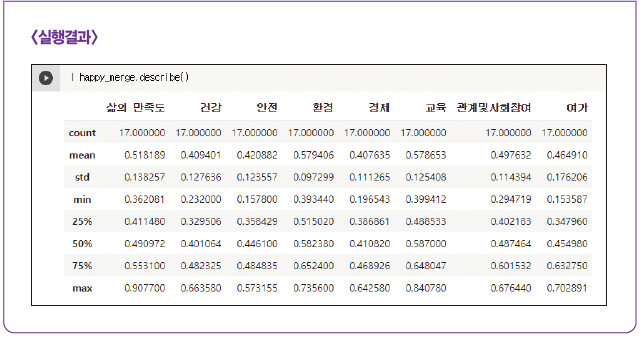 <실행결과>
1 happy_merge.describe()
삶의 만족도 건강 안전 환경 경제 교육 관계및사회참여 여가
count 17.000000 17.000000 17.000000 17.000000 17.000000 17.000000 17.000000 17.000000
mean 0.518189 0.409401 0.420882 0.579406 0.407635 0.578653 0.497632 0.464910
std 0.138257 0.127636 0.123557 0.097299 0.111265 0.125408 0.114394 0.176206
min 0.362081 0.232000 0.157800 0.393440 0.196543 0.399412 0.294719 0.153587
25% 0.411480 0.329506 0.358429 0.515020 0.386861 0.488533 0.402183 0.347960
50% 0.490972 0.401064 0.446100 0.582380 0.410820 0.587000 0.487464 0.454980
75% 0.553100 0.482325 0.484835 0.652400 0.468926 0.648047 0.601532 0.632750
max 0.907700 0.663580 0.573155 0.735600 0.642580 0.840780 0.676440 0.702891